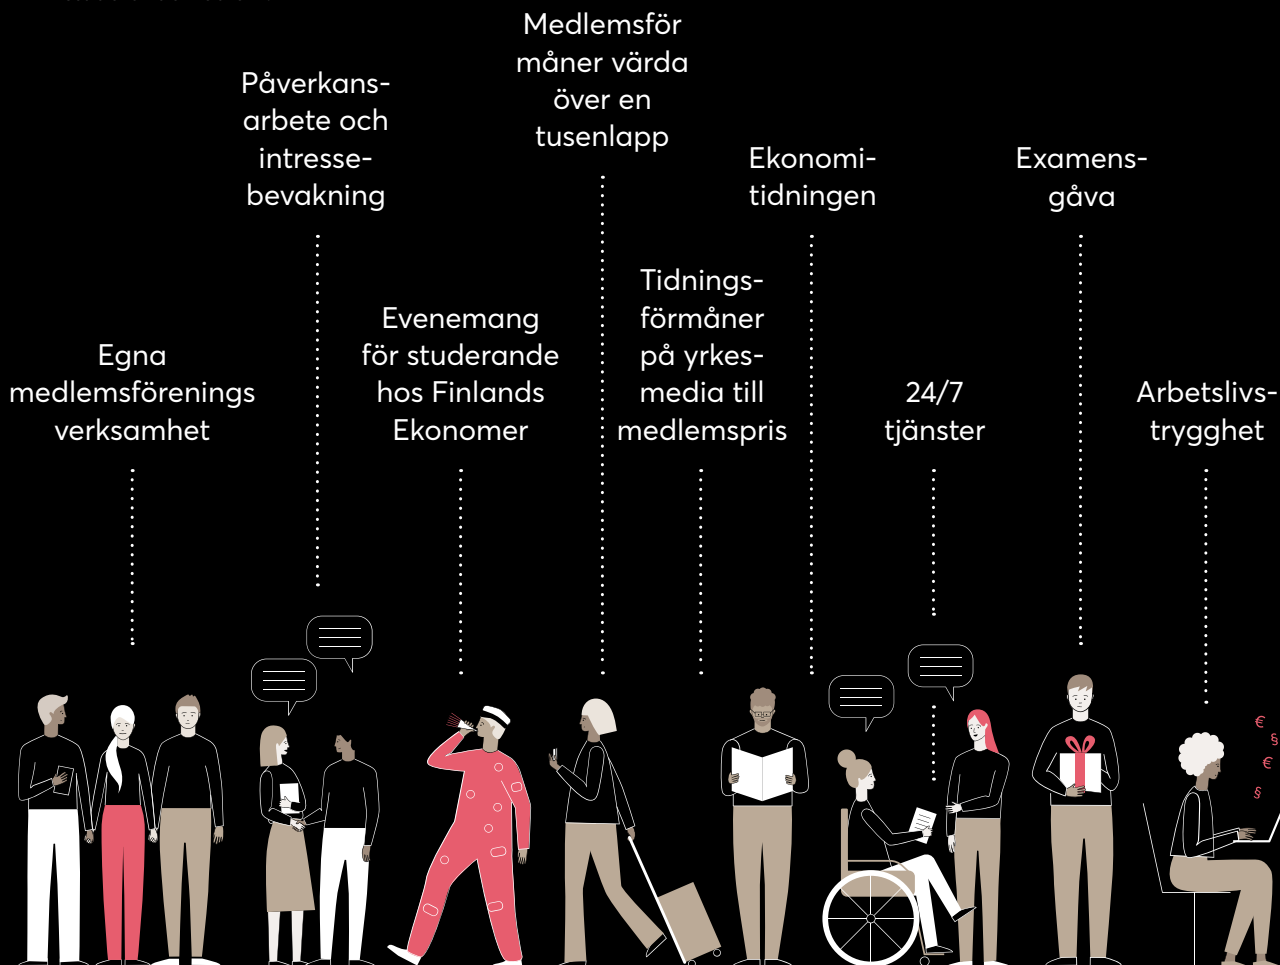 Medlemsför
måner värda
över en
tusenlapp
Påverkans-
arbete och
intresse-
bevakning
Ekonomi-
tidningen
Examens-
gåva
Egna
medlemsförenings
verksamhet
Evenemang
för studerande
hos Finlands
Ekonomer
Tidnings-
förmåner
på yrkes-
media till
medlemspris
24/7
tjänster
Arbetslivs-
trygghet
€
§
€
§